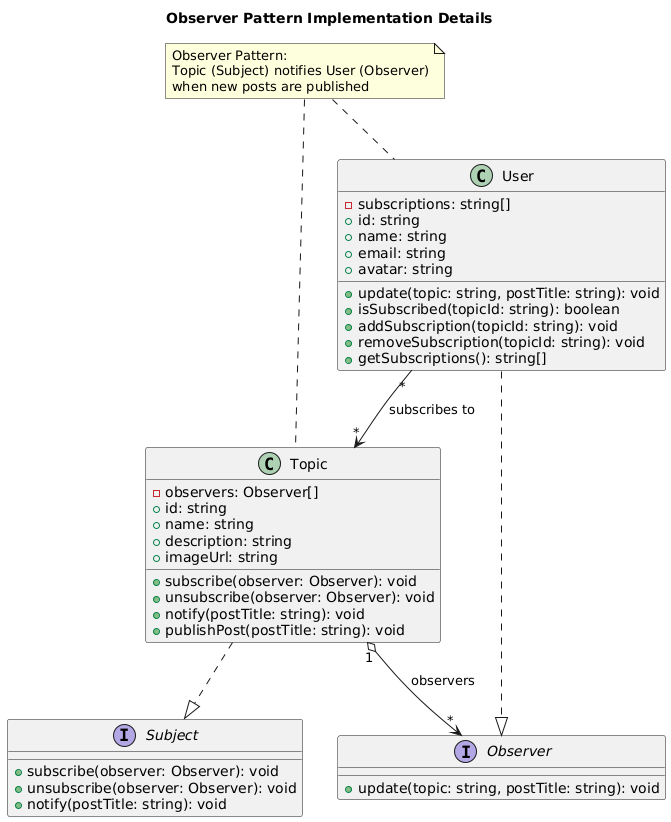 Observer Pattern Implementation Details
Observer Pattern:
Topic (Subject) notifies User (Observer)
when new posts are published
C User
subscriptions: string[]
id: string
name: string
email: string
avatar: string
update(topic: string, postTitle: string): void
isSubscribed(topicId: string): boolean
addSubscription(topicId: string): void
removeSubscription(topicId: string): void
getSubscriptions(): string[]
*
subscribes to
*
C Topic
observers: Observer[]
id: string
name: string
description: string
imageUrl: string
subscribe(observer: Observer): void
unsubscribe(observer: Observer): void
notify(postTitle: string): void
publishPost(postTitle: string): void
1
observers
*
I Subject
subscribe(observer: Observer): void
unsubscribe(observer: Observer): void
notify(postTitle: string): void
I Observer
update(topic: string, postTitle: string): void